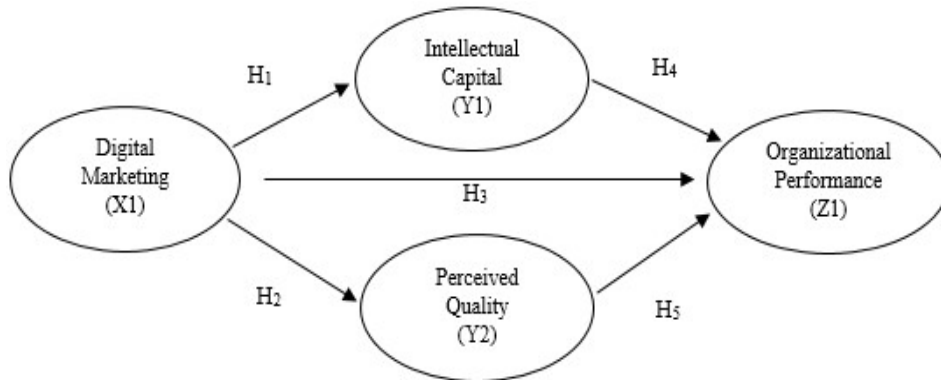 Intellectual
Capital
(Y1)
H1
H4
Digital
Marketing
(X1)
Organizational
Performance
(Z1)
H3
Perceived
Quality
(Y2)
H2
H5